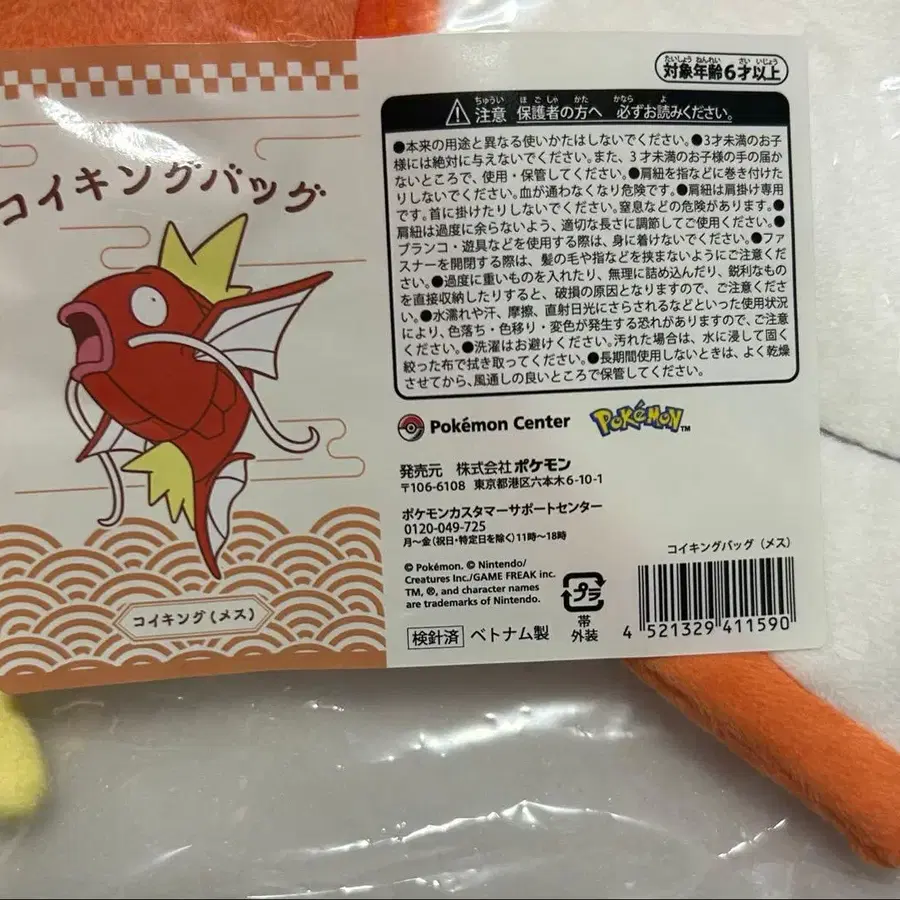 コイキングバッグ
コイキング(メス)
たいしょう ねんれい さい いじょう
対象年齢6才以上
ちゅうい ほごしゃ かた かなら よ
注意 保護者の方へ 必ずお読みください。
●本来の用途と異なる使いかたはしないでください。●3才未満のお子
様には絶対に与えないでください。また、3才未満のお子様の手の届か
ないところで、使用・保管してください。●肩紐を指などに巻き付けた
りしないでください。血が通わなくなり危険です。●肩紐は肩掛け専用
です。首に掛けたりしないでください。窒息などの危険があります。●
肩紐は過度に余らないよう、適切な長さに調節してご使用ください。●
ブランコ・遊具などを使用する際は、身に着けないでください。●ファ
スナーを開閉する際は、髪の毛や指などを挟まないようにご注意くださ
い。●過度に重いものを入れたり、無理に詰め込んだり、鋭利なもの
を直接収納したりすると、破損の原因となりますので、ご注意くださ
い。●水濡れや汗、摩擦、直射日光にさらされるなどといった使用状況
により、色落ち・色移り・変色が発生する恐れがありますので、ご注意
ください。●洗濯はお避けください。汚れた場合は、水に浸して固く
絞った布で拭き取ってください。●長期間使用しないときは、よく乾燥
させてから、風通しの良いところで保管してください。
Pokémon Center POKÉMON™
発売元 株式会社ポケモン
〒106-6108 東京都港区六本木6-10-1
ポケモンカスタマーサポートセンター
0120-049-725
月～金(祝日・特定日を除く)11時～18時
© Pokémon. © Nintendo/
Creatures Inc./GAME FREAK inc.
TM, ®, and character names
are trademarks of Nintendo.
検針済 ベトナム製
プラ
帯
外装
コイキングバッグ(メス)
4 521329 411590